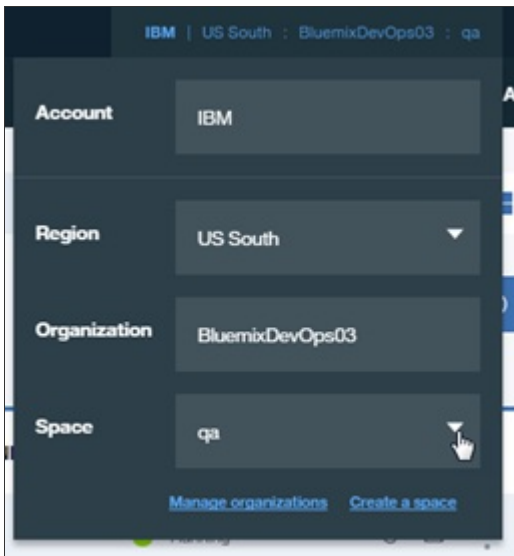 IBM | US South : BluemixDevOps03 : qa
Account IBM
Region US South
Organization BluemixDevOps03
Space qa
Manage organizations Create a space